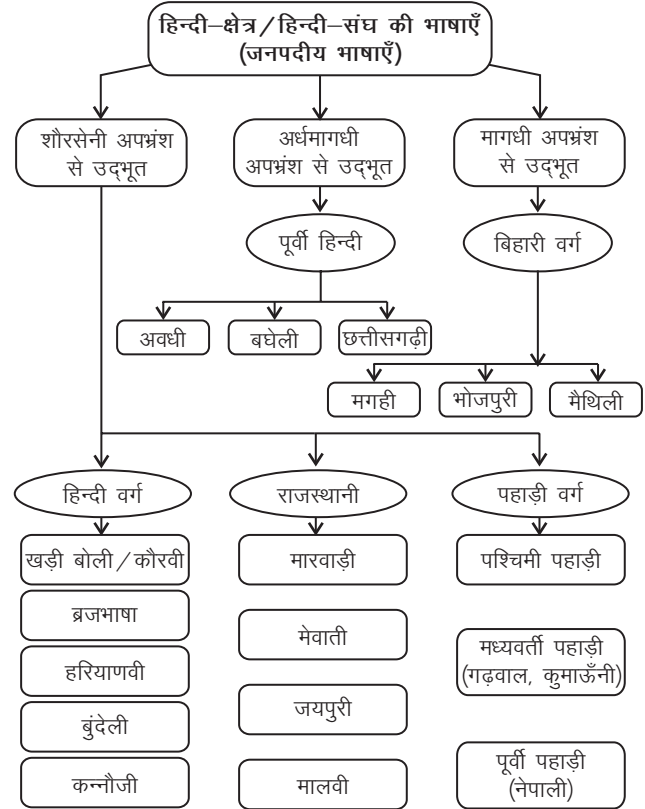 हिन्दी–क्षेत्र/हिन्दी–संघ की भाषाएँ
(जनपदीय भाषाएँ)
शौरसेनी अपभ्रंश
से उद्भूत
अर्धमागधी
अपभ्रंश से उद्भूत
मागधी अपभ्रंश
से उद्भूत
पूर्वी हिन्दी
बिहारी वर्ग
अवधी
बघेली
छत्तीसगढ़ी
मगही
भोजपुरी
मैथिली
हिन्दी वर्ग
राजस्थानी
पहाड़ी वर्ग
खड़ी बोली/कौरवी
ब्रजभाषा
हरियाणवी
बुंदेली
कन्नौजी
मारवाड़ी
मेवाती
जयपुरी
मालवी
पश्चिमी पहाड़ी
मध्यवर्ती पहाड़ी
(गढ़वाल, कुमाऊँनी)
पूर्वी पहाड़ी
(नेपाली)